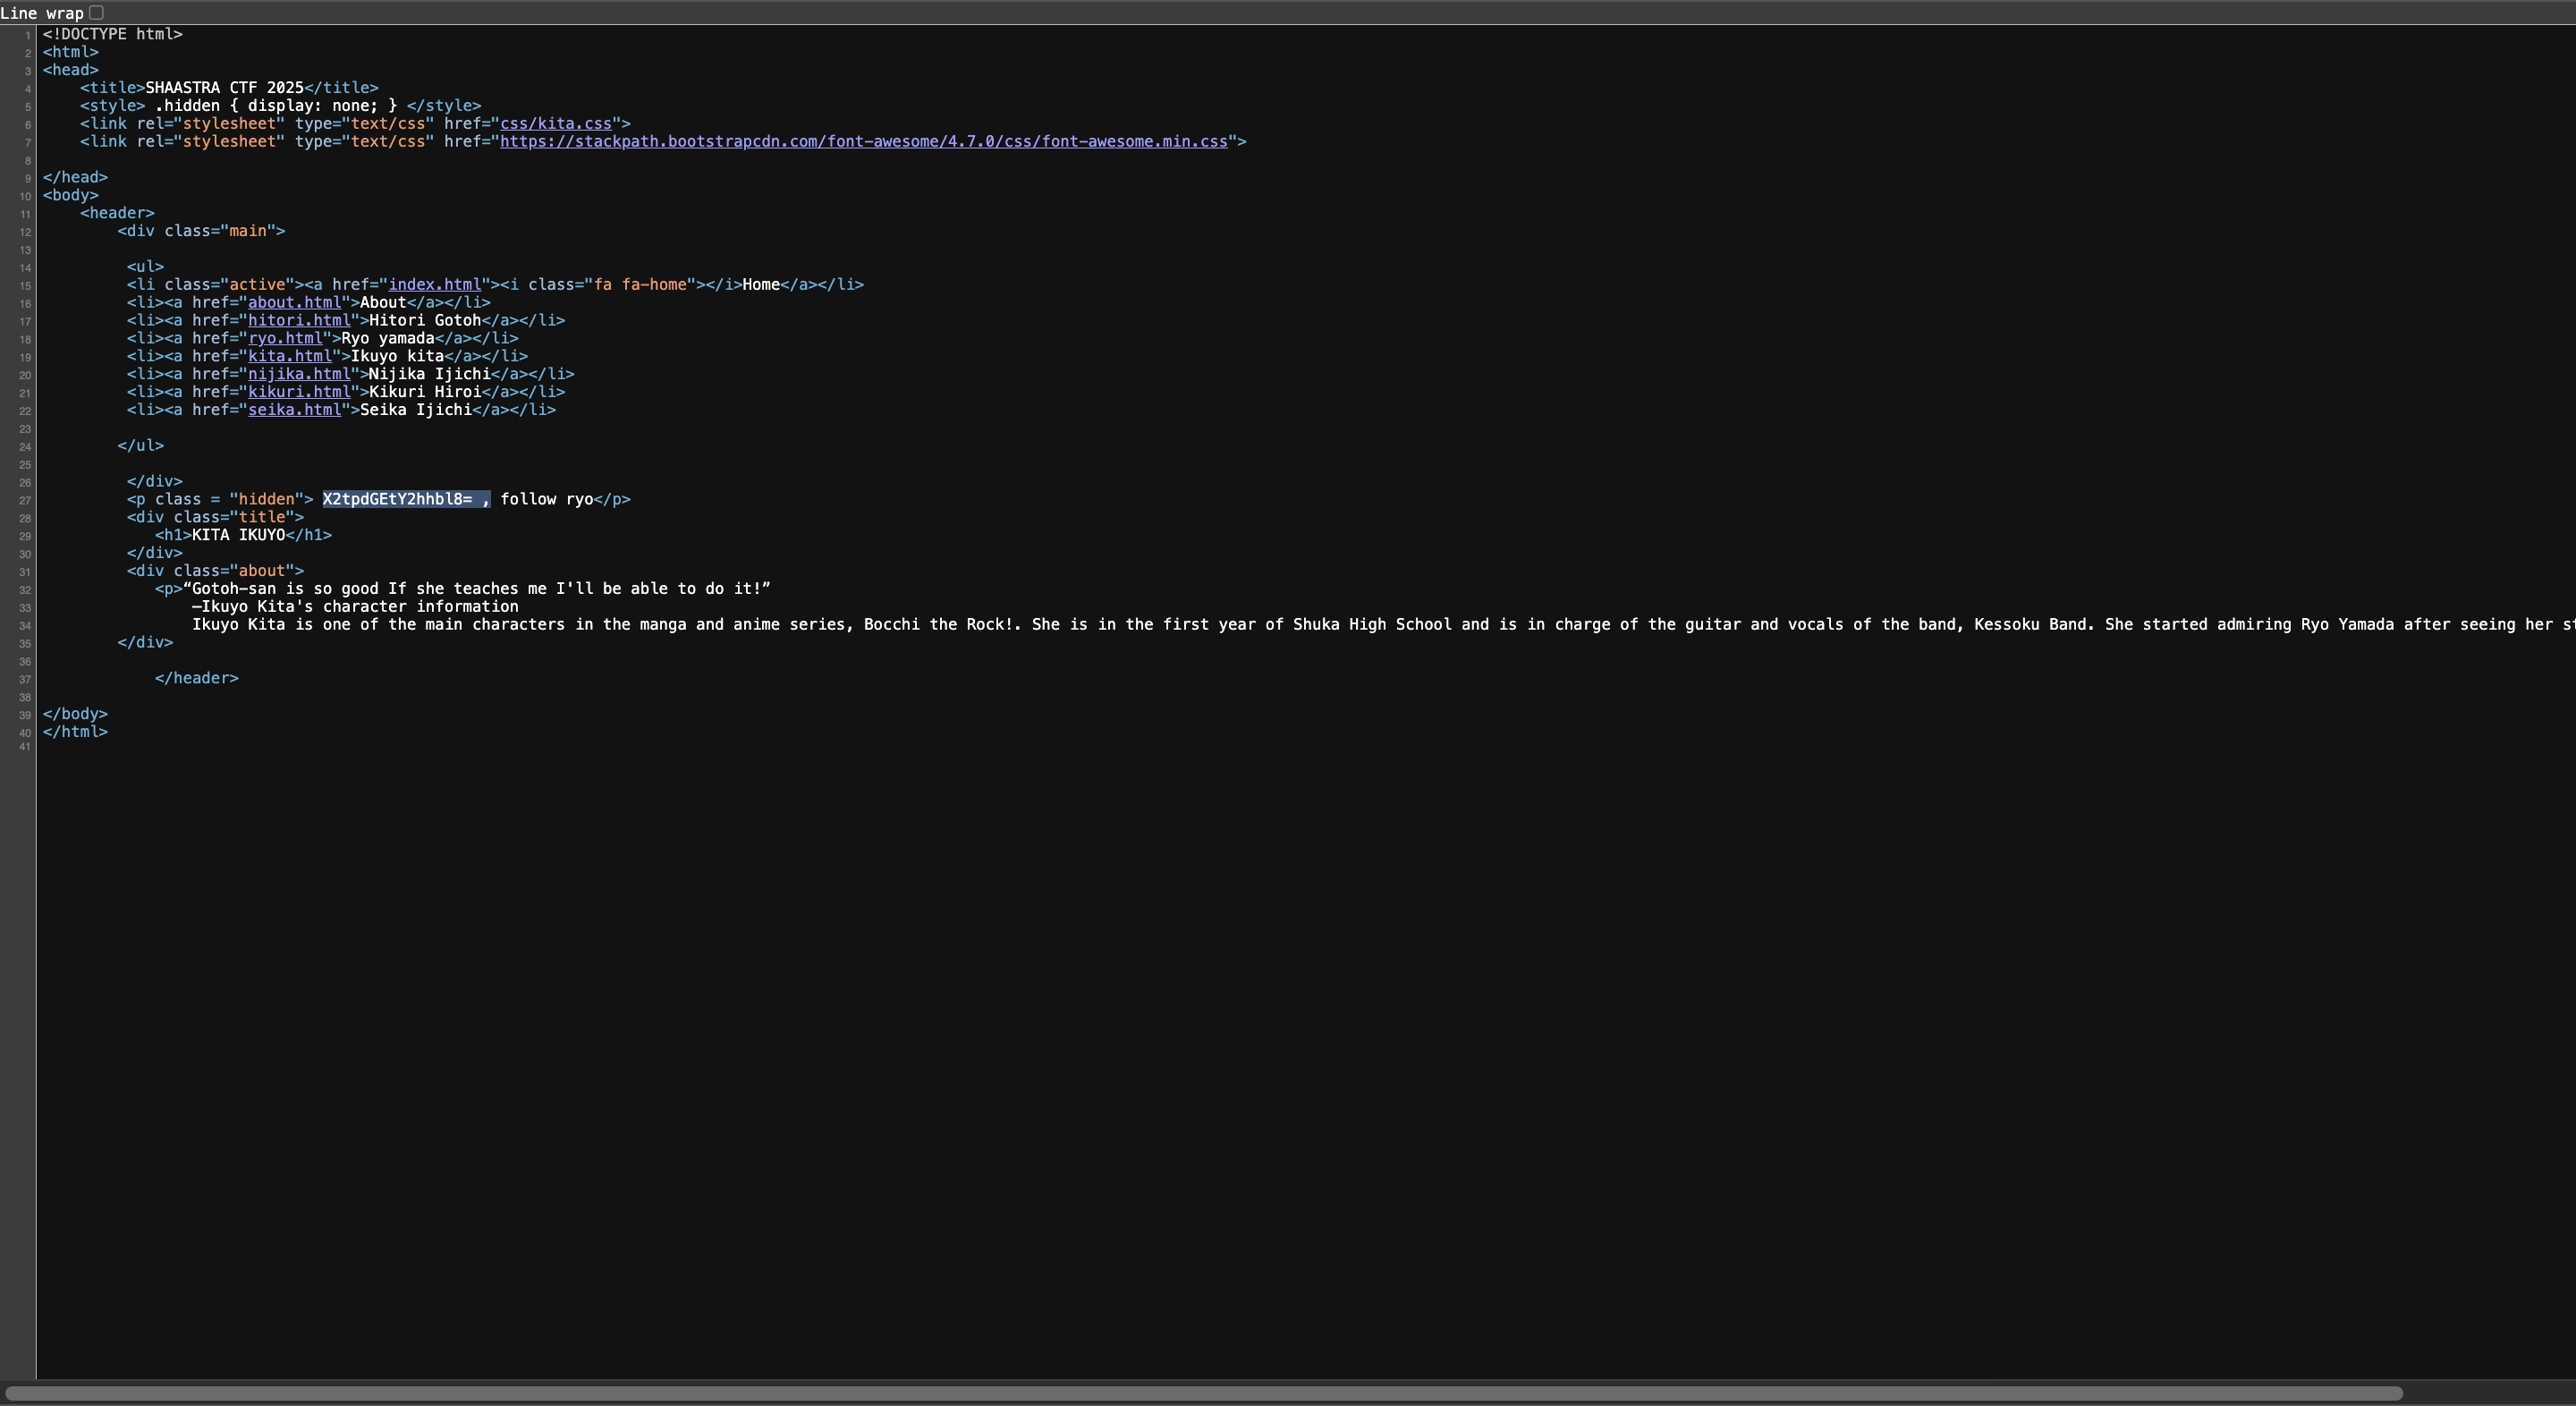 Line wrap
1 <!DOCTYPE html>
2 <html>
3 <head>
4 <title>SHAASTRA CTF 2025</title>
5 <style> .hidden { display: none; } </style>
6 <link rel="stylesheet" type="text/css" href="css/kita.css">
7 <link rel="stylesheet" type="text/css" href="https://stackpath.bootstrapcdn.com/font-awesome/4.7.0/css/font-awesome.min.css">
8
9 </head>
10 <body>
11 <header>
12 <div class="main">
13
14 <ul>
15 <li class="active"><a href="index.html"><i class="fa fa-home"></i>Home</a></li>
16 <li><a href="about.html">About</a></li>
17 <li><a href="hitori.html">Hitori Gotoh</a></li>
18 <li><a href="ryo.html">Ryo yamada</a></li>
19 <li><a href="kita.html">Ikuyo kita</a></li>
20 <li><a href="nijika.html">Nijika Ijichi</a></li>
21 <li><a href="kikuri.html">Kikuri Hiroi</a></li>
22 <li><a href="seika.html">Seika Ijichi</a></li>
23
24 </ul>
25
26 </div>
27 <p class = "hidden"> X2tpdGEtY2hhbl8= , follow ryo</p>
28 <div class="title">
29 <h1>KITA IKUYO</h1>
30 </div>
31 <div class="about">
32 <p>“Gotoh-san is so good If she teaches me I'll be able to do it!”
33 —Ikuyo Kita's character information
34 Ikuyo Kita is one of the main characters in the manga and anime series, Bocchi the Rock!. She is in the first year of Shuka High School and is in charge of the guitar and vocals of the band, Kessoku Band. She started admiring Ryo Yamada after seeing her
35 </div>
36
37 </header>
38
39 </body>
40 </html>
41